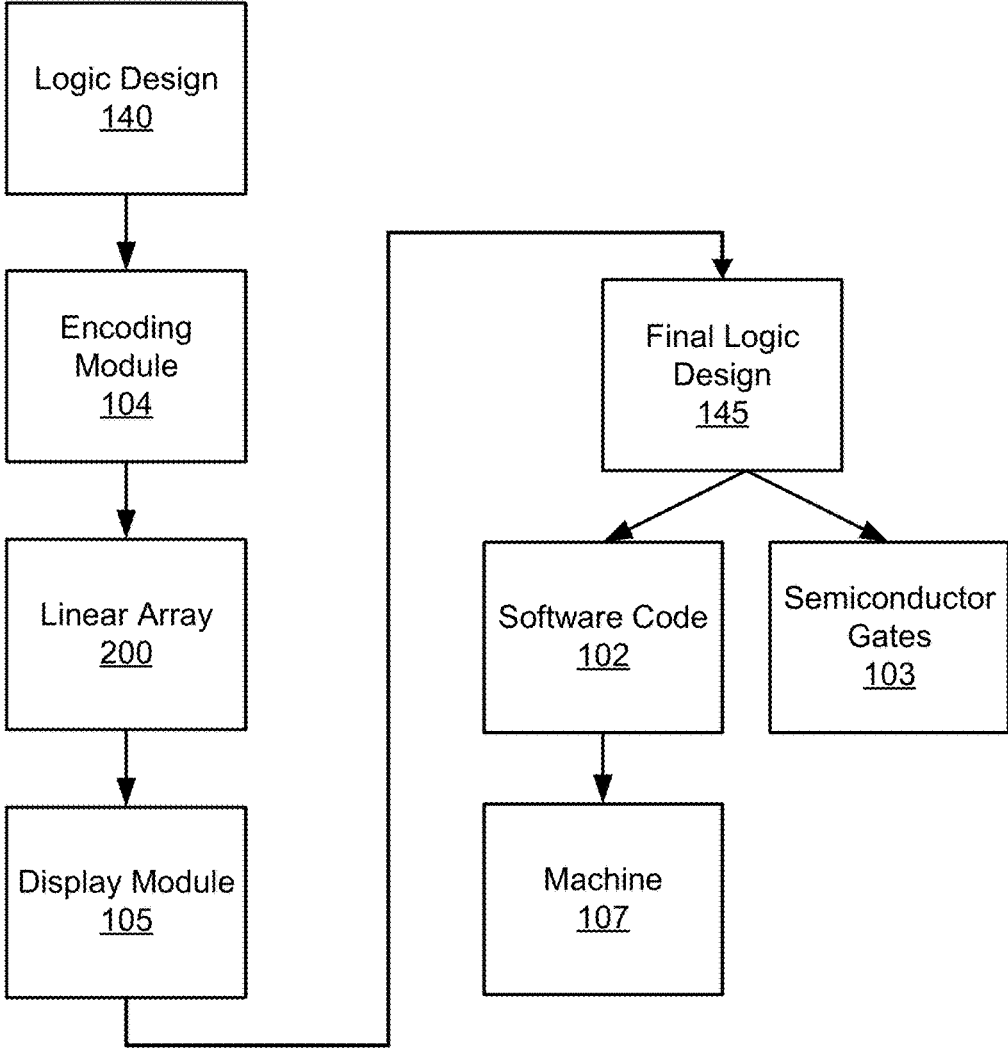 Logic Design
140
Encoding
Module
104
Linear Array
200
Display Module
105
Final Logic
Design
145
Software Code
102
Semiconductor
Gates
103
Machine
107